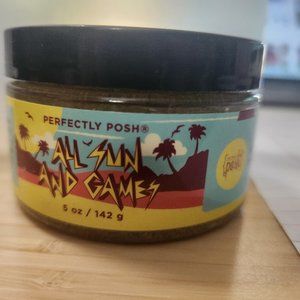 PERFECTLY POSH®
ALL SUN
AND GAMES
5 oz / 142 g